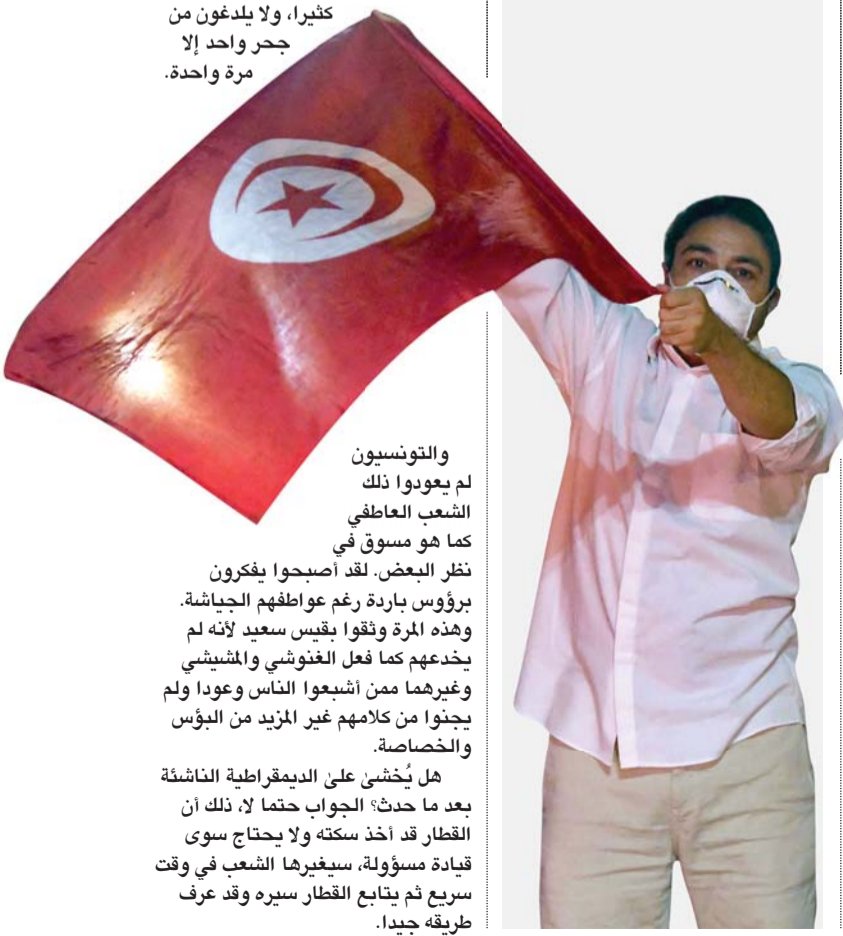 كثيرا، ولا يلدغون من
جحر واحد إلا
مرة واحدة.
والتونسيون
لم يعودوا ذلك
الشعب العاطفي
كما هو مسوق في
نظر البعض. لقد أصبحوا يفكرون
برؤوس باردة رغم عواطفهم الجياشة.
وهذه المرة وثقوا بقيس سعيد لأنه لم
يخدعهم كما فعل الغنوشي والمشيشي
وغيرهما ممن أشبعوا الناس وعودا ولم
يجنوا من كلامهم غير المزيد من البؤس
والخصاصة.
هل يُخشىٰ علىٰ الديمقراطية الناشئة
بعد ما حدث؟ الجواب حتما لا، ذلك أن
القطار قد أخذ سكته ولا يحتاج سوى
قيادة مسؤولة، سيغيرها الشعب في وقت
سريع ثم يتابع القطار سيره وقد عرف
طريقه جيدا.